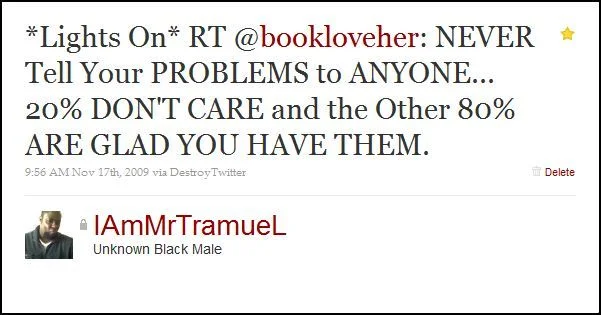 *Lights On* RT @bookloveher: NEVER
Tell Your PROBLEMS to ANYONE...
20% DON'T CARE and the Other 80%
ARE GLAD YOU HAVE THEM.
9:56 AM Nov 17th, 2009 via DestroyTwitter
Delete
IAmMrTramueL
Unknown Black Male